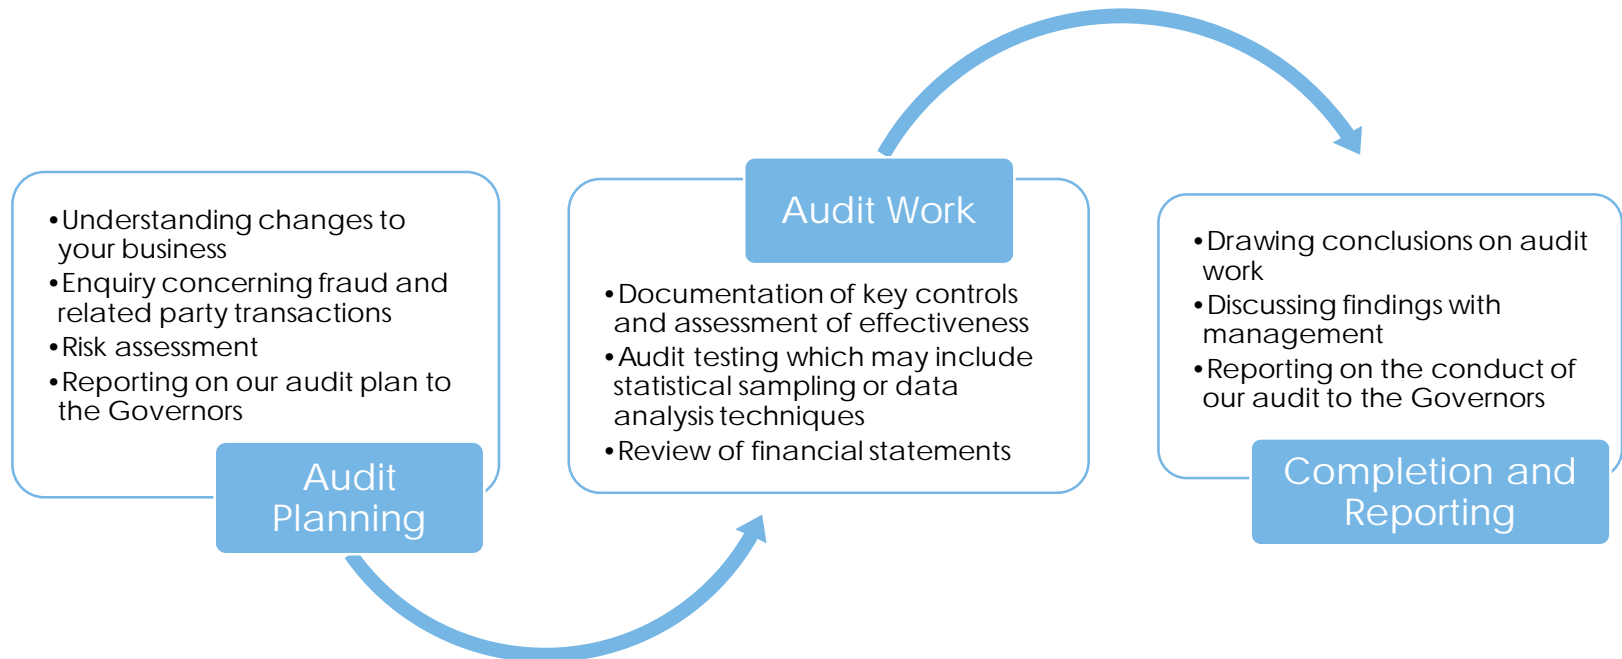 •Understanding changes to
your business
•Enquiry concerning fraud and
related party transactions
•Risk assessment
•Reporting on our audit plan to
the Governors
Audit
Planning
Audit Work
•Documentation of key controls
and assessment of effectiveness
•Audit testing which may include
statistical sampling or data
analysis techniques
•Review of financial statements
•Drawing conclusions on audit
work
•Discussing findings with
management
•Reporting on the conduct of
our audit to the Governors
Completion and
Reporting